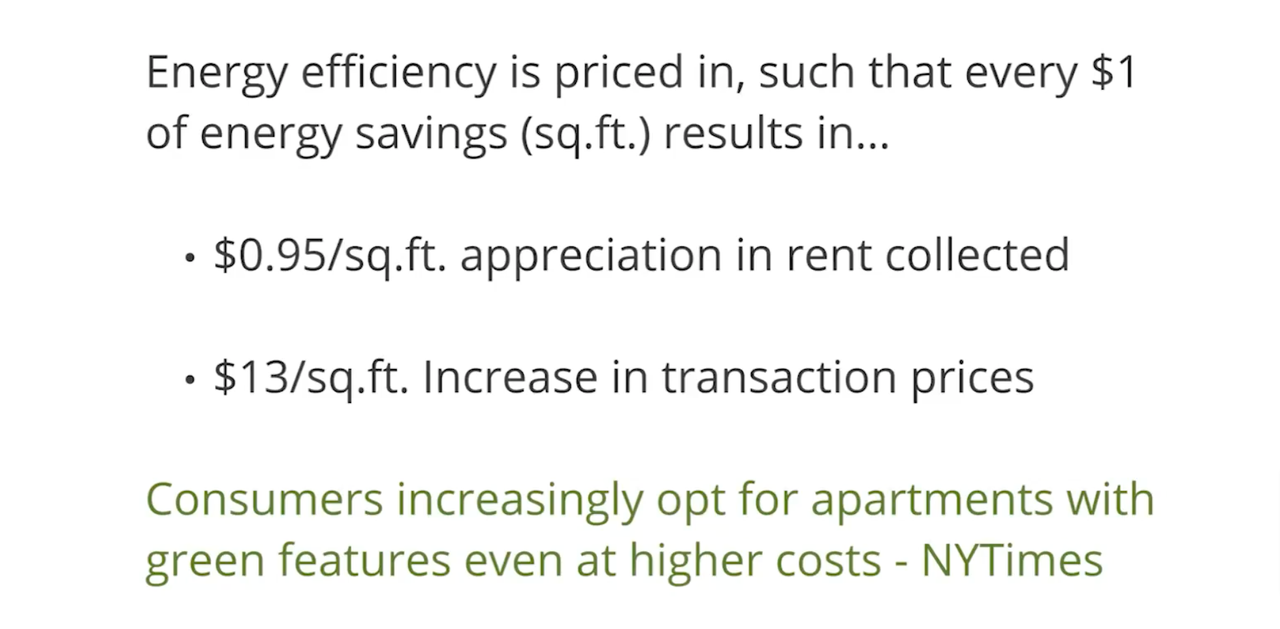 Energy efficiency is priced in, such that every $1
of energy savings (sq.ft.) results in...
• $0.95/sq.ft. appreciation in rent collected
• $13/sq.ft. Increase in transaction prices
Consumers increasingly opt for apartments with
green features even at higher costs - NYTimes